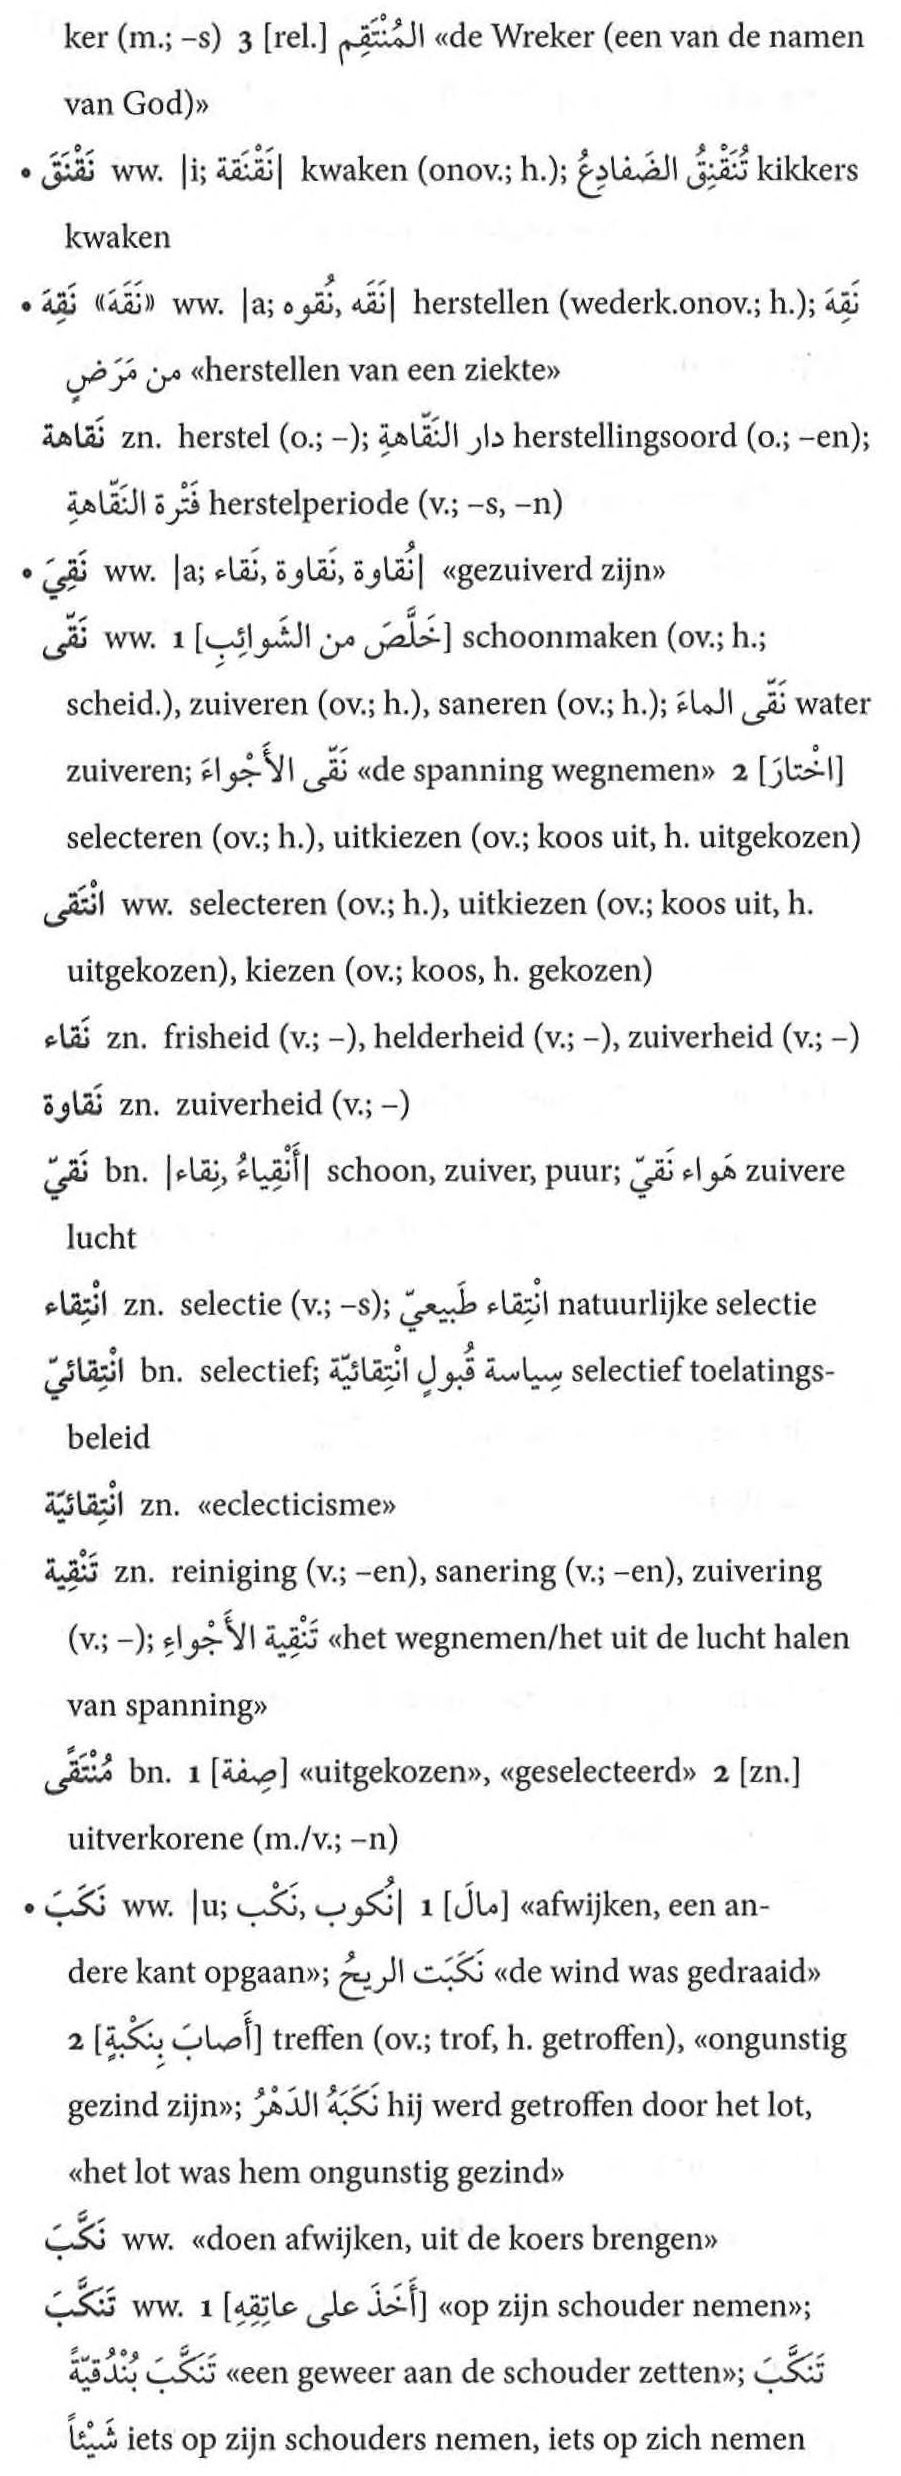 ker (m.; –s) 3 [rel.] المُنْتَقِم «de Wreker (een van de namen
van God)»
• نَقْنَقَ ww. |i; نَقْنَقة| kwaken (onov.; h.); تُنَقْنِقُ الضَفادِعُ kikkers
kwaken
• نَقِهَ «نَقَهَ» ww. |a; نَقَه, نُقوه| herstellen (wederk.onov.; h.); نَقِهَ
من مَرَضٍ «herstellen van een ziekte»
نَقاهة zn. herstel (o.; –); دار النَقّاهةِ herstellingsoord (o.; –en);
فَتْرة النَقّاهةِ herstelperiode (v.; –s, –n)
• نَقِيَ ww. |a; نُقاوة, نَقاوة, نَقاء| «gezuiverd zijn»
نَقّى ww. 1 [خَلَّصَ من الشَوائِبِ] schoonmaken (ov.; h.;
scheid.), zuiveren (ov.; h.), saneren (ov.; h.); نَقّى الماءَ water
zuiveren; نَقّى الأَجْواءَ «de spanning wegnemen» 2 [اخْتارَ]
selecteren (ov.; h.), uitkiezen (ov.; koos uit, h. uitgekozen)
انْتَقى ww. selecteren (ov.; h.), uitkiezen (ov.; koos uit, h.
uitgekozen), kiezen (ov.; koos, h. gekozen)
نَقاء zn. frisheid (v.; –), helderheid (v.; –), zuiverheid (v.; –)
نَقاوة zn. zuiverheid (v.; –)
نَقيّ bn. |أَنْقِياءُ, نِقاء| schoon, zuiver, puur; هَواء نَقيّ zuivere
lucht
انْتِقاء zn. selectie (v.; –s); انْتِقاء طَبيعيّ natuurlijke selectie
انْتِقائيّ bn. selectief; سِياسة قُبولٍ انْتِقائيّة selectief toelatings-
beleid
انْتِقائيّة zn. «eclecticisme»
تَنْقِية zn. reiniging (v.; –en), sanering (v.; –en), zuivering
(v.; –); تَنْقِية الأَجْواءِ «het wegnemen/het uit de lucht halen
van spanning»
مُنْتَقًى bn. 1 [صِفة] «uitgekozen», «geselecteerd» 2 [zn.]
uitverkorene (m./v.; –n)
• نَكَبَ ww. |u; نُكوب, نَكْب| 1 [مالَ] «afwijken, een an-
dere kant opgaan»; نَكَبَت الريحُ «de wind was gedraaid»
2 [أَصابَ بِنَكْبةٍ] treffen (ov.; trof, h. getroffen), «ongunstig
gezind zijn»; نَكَبَهُ الدَهْرُ hij werd getroffen door het lot,
«het lot was hem ongunstig gezind»
نَكَّبَ ww. «doen afwijken, uit de koers brengen»
تَنَكَّبَ ww. 1 [أَخَذَ على عاتِقِهِ] «op zijn schouder nemen»;
تَنَكَّبَ بُنْدُقيّةً «een geweer aan de schouder zetten»; تَنَكَّبَ
شَيْئاً iets op zijn schouders nemen, iets op zich nemen